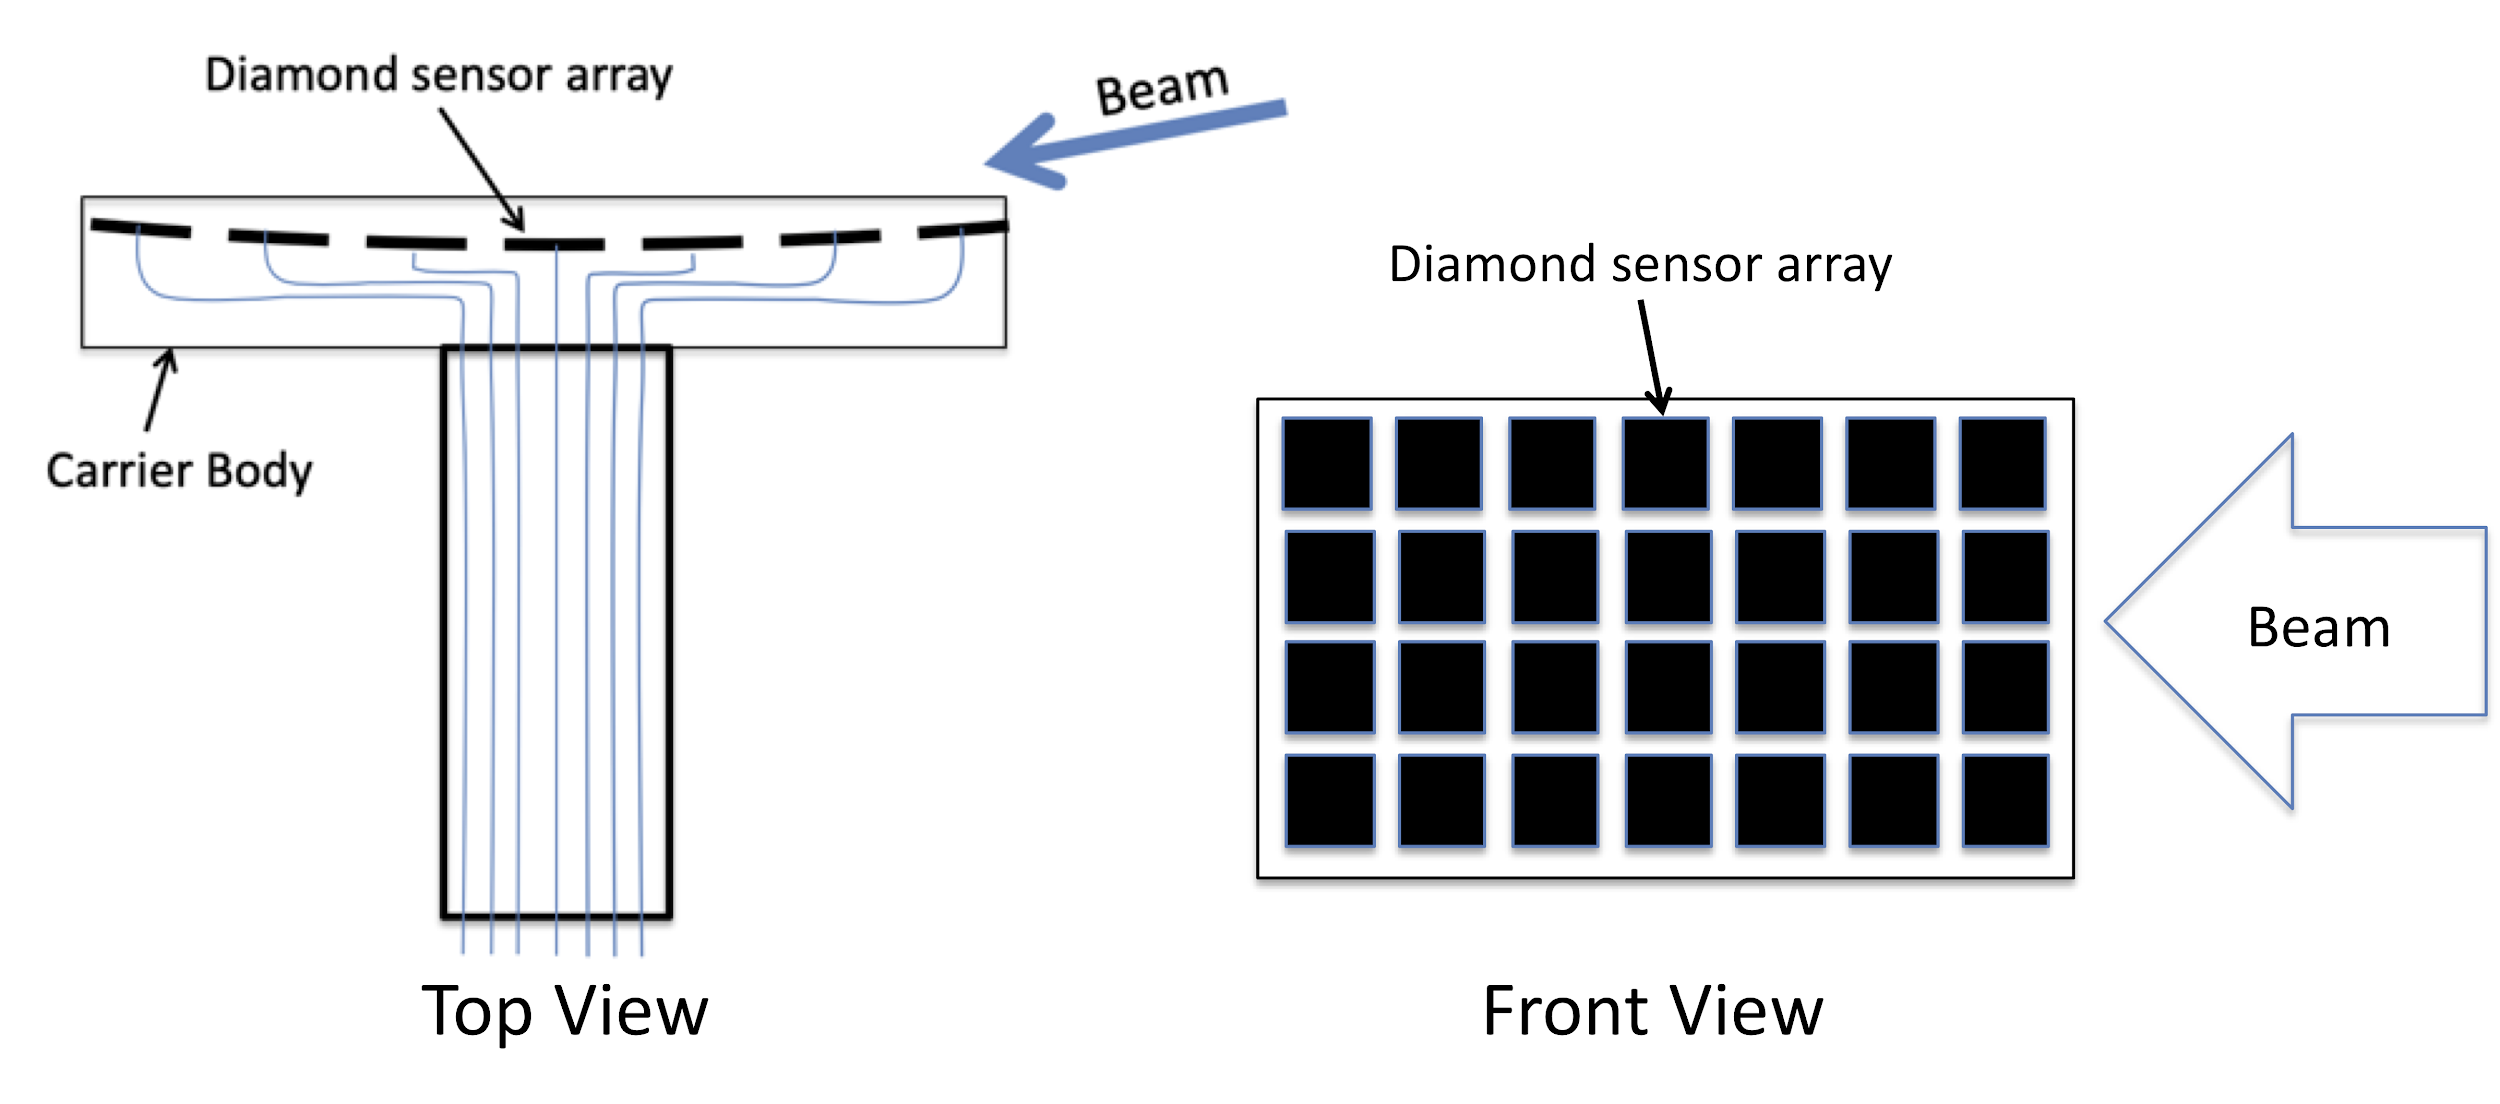 Diamond sensor array
Beam
Carrier Body
Top View
Diamond sensor array
Beam
Front View